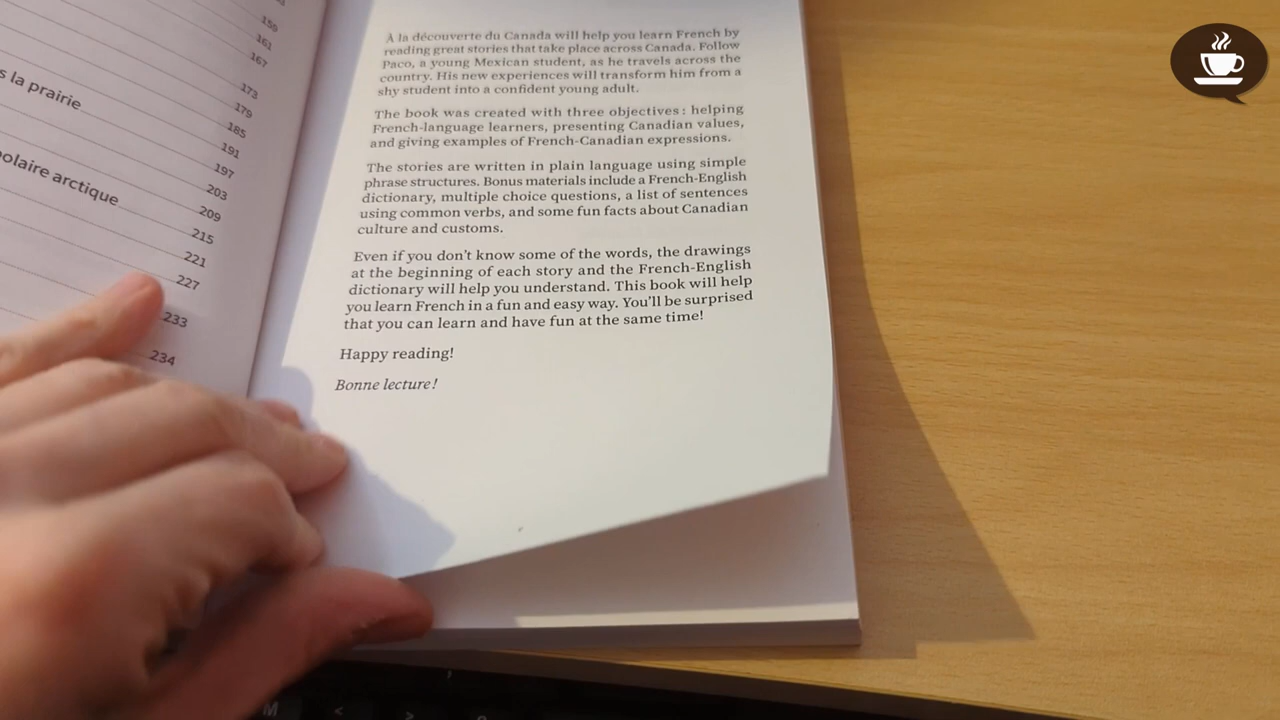 155
161
167
173
s la prairie
179
185
191
197
olaire arctique
203
209
215
221
227
233
234
À la découverte du Canada will help you learn French by
reading great stories that take place across Canada. Follow
Paco, a young Mexican student, as he travels across the
country. His new experiences will transform him from a
shy student into a confident young adult.
The book was created with three objectives : helping
French-language learners, presenting Canadian values,
and giving examples of French-Canadian expressions.
The stories are written in plain language using simple
phrase structures. Bonus materials include a French-English
dictionary, multiple choice questions, a list of sentences
using common verbs, and some fun facts about Canadian
culture and customs.
Even if you don't know some of the words, the drawings
at the beginning of each story and the French-English
dictionary will help you understand. This book will help
you learn French in a fun and easy way. You'll be surprised
that you can learn and have fun at the same time!
Happy reading!
Bonne lecture !
M < >